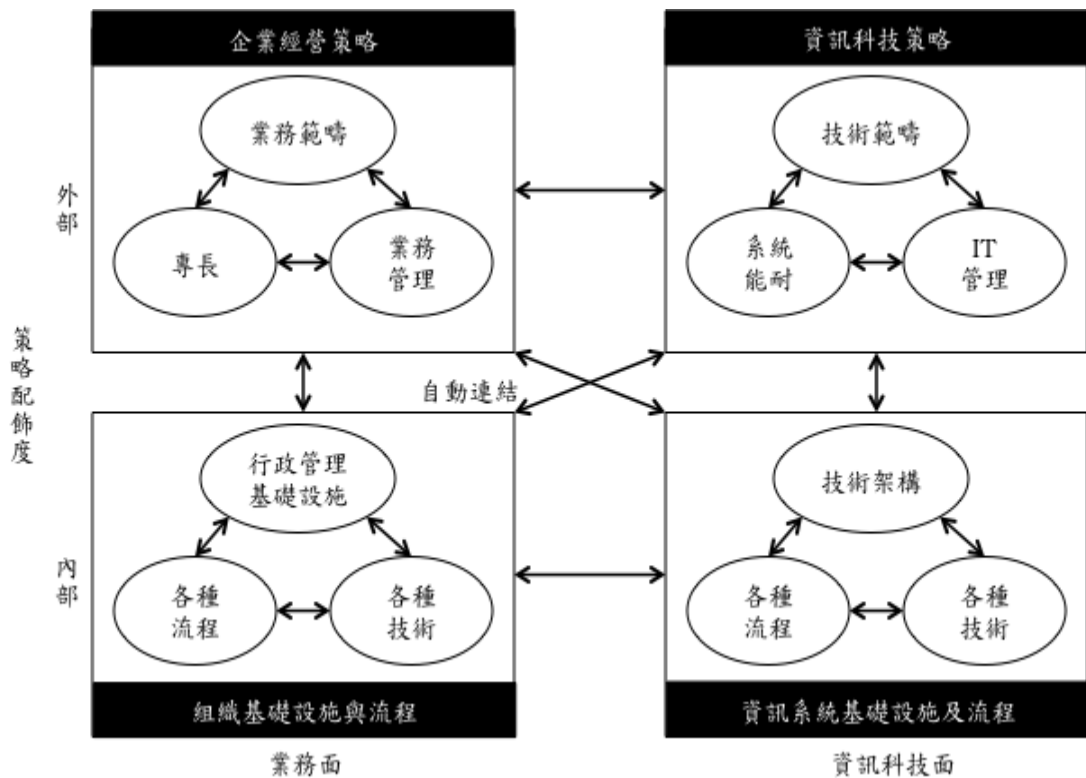 企業經營策略
資訊科技策略
業務範疇
技術範疇
外部
專長
業務
管理
系統
能耐
IT
管理
策略配飾度
自動連結
行政管理
基礎設施
技術架構
內部
各種
流程
各種
技術
各種
流程
各種
技術
組織基礎設施與流程
資訊系統基礎設施及流程
業務面
資訊科技面